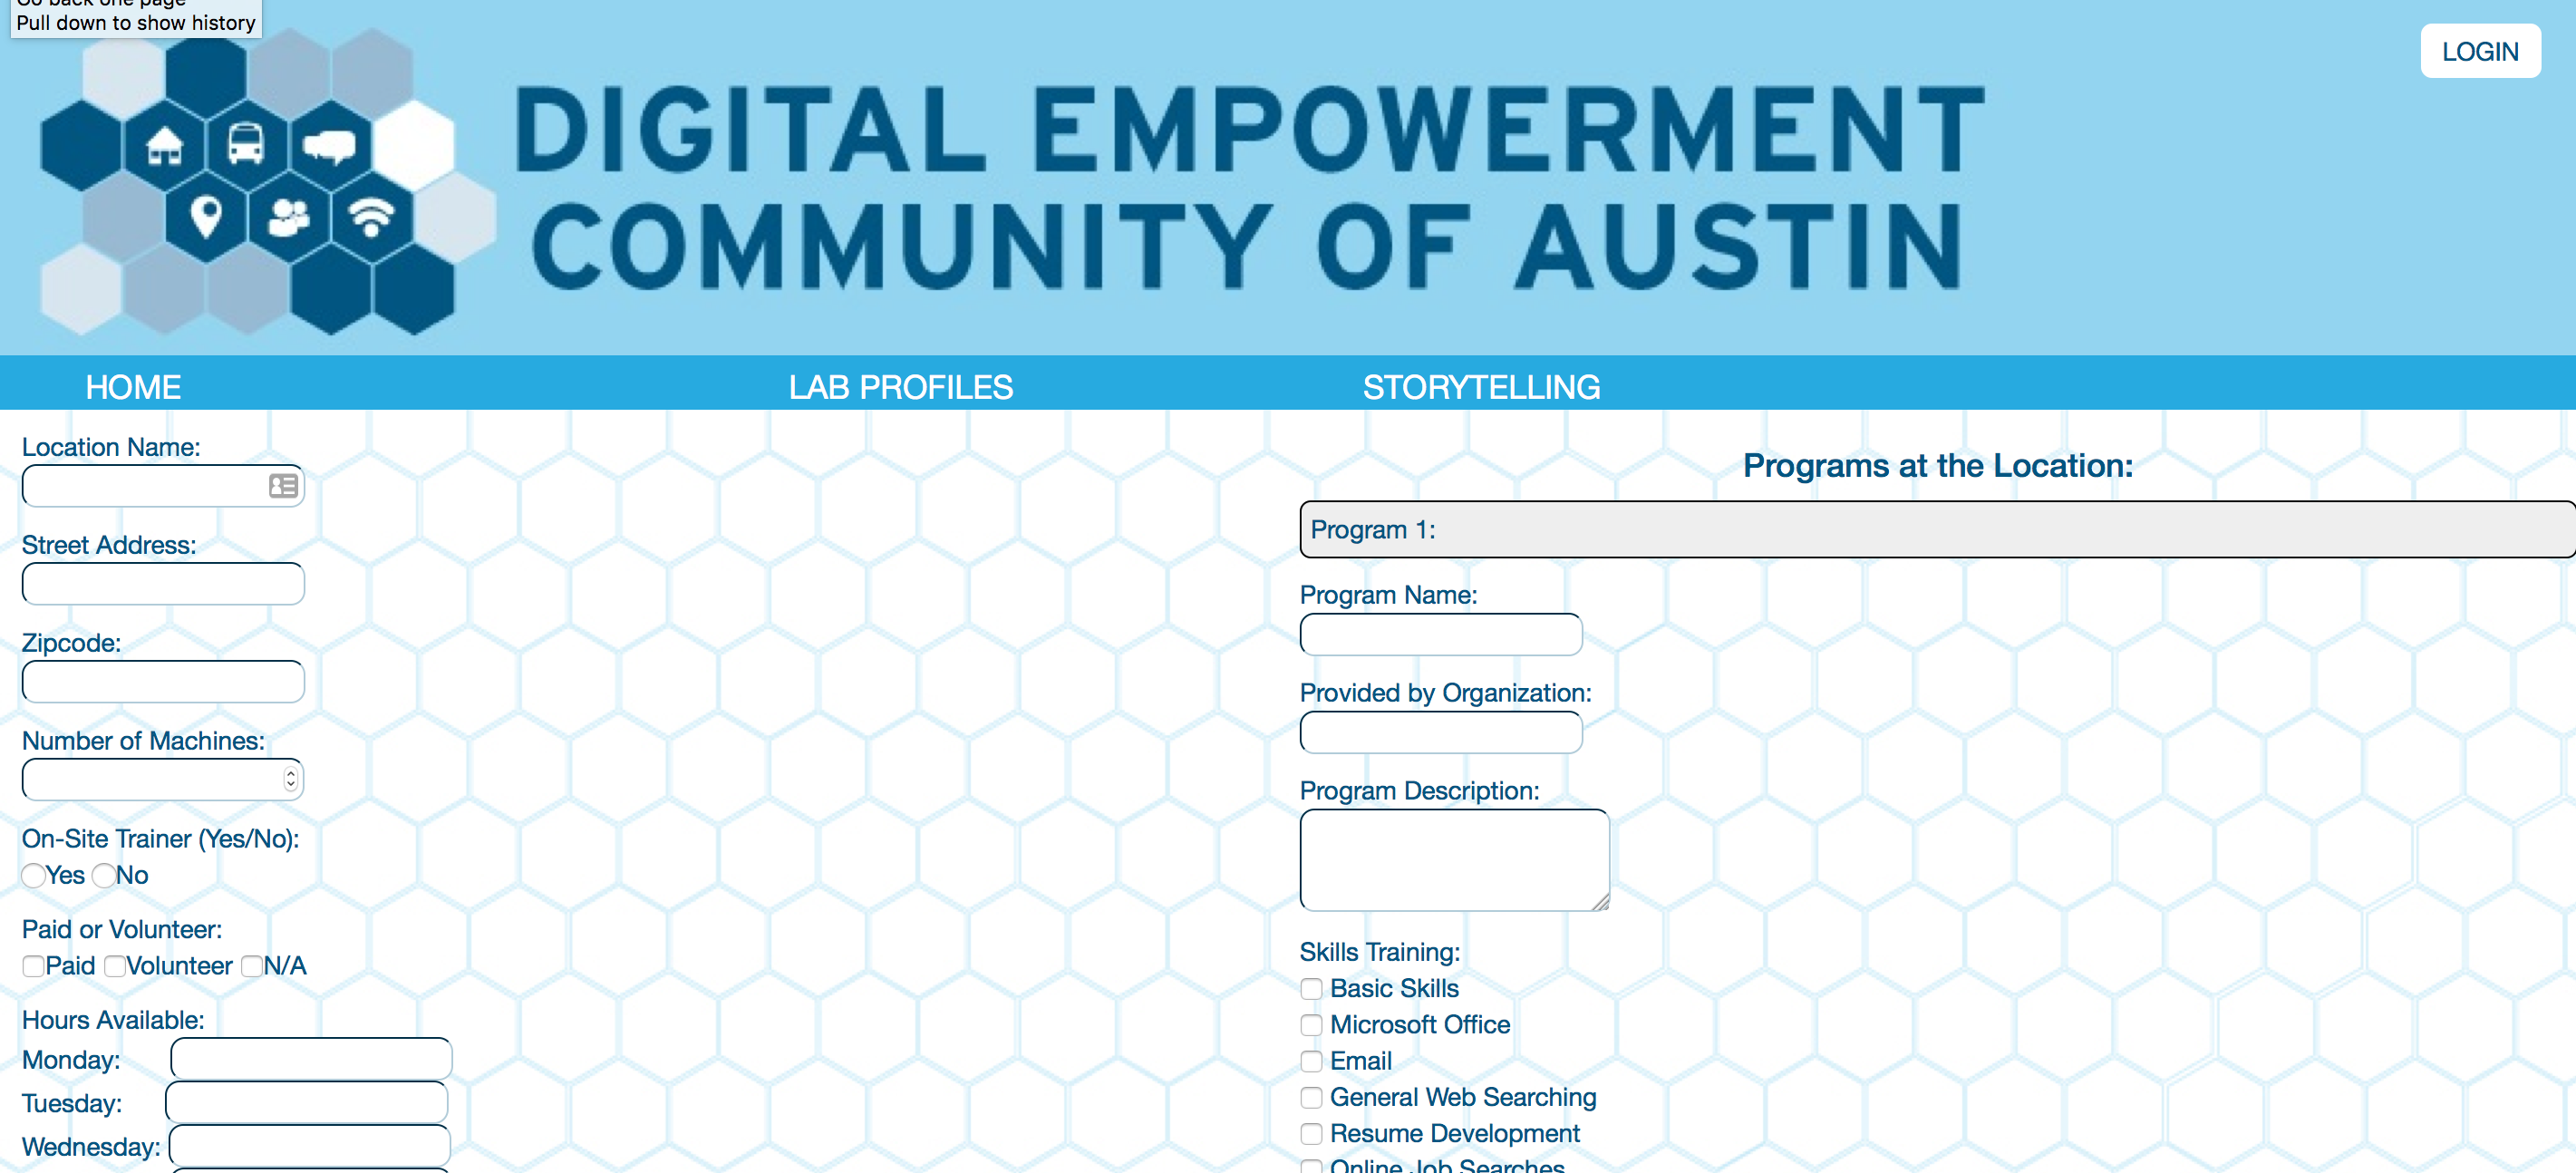 Go back one page
Pull down to show history
LOGIN
DIGITAL EMPOWERMENT
COMMUNITY OF AUSTIN
HOME LAB PROFILES STORYTELLING
Location Name:
Street Address:
Zipcode:
Number of Machines:
On-Site Trainer (Yes/No):
Yes No
Paid or Volunteer:
Paid Volunteer N/A
Hours Available:
Monday:
Tuesday:
Wednesday:
Programs at the Location:
Program 1:
Program Name:
Provided by Organization:
Program Description:
Skills Training:
Basic Skills
Microsoft Office
Email
General Web Searching
Resume Development
Online Job Searches